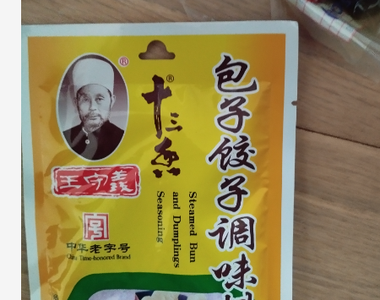 包子饺子调味料
十三香
®
®
Steamed Bun
and Dumplings
Seasoning
王守義
中华老字号
China Time-honored Brand